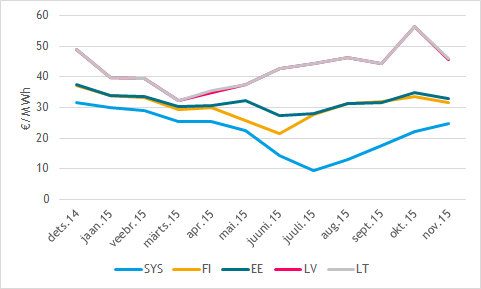 60
50
40
30
20
10
0
€/MWh
dets.14
jaan.15
veebr.15
märts.15
apr.15
mai.15
juuni.15
juuli.15
aug.15
sept.15
okt.15
nov.15
SYS FI EE LV LT